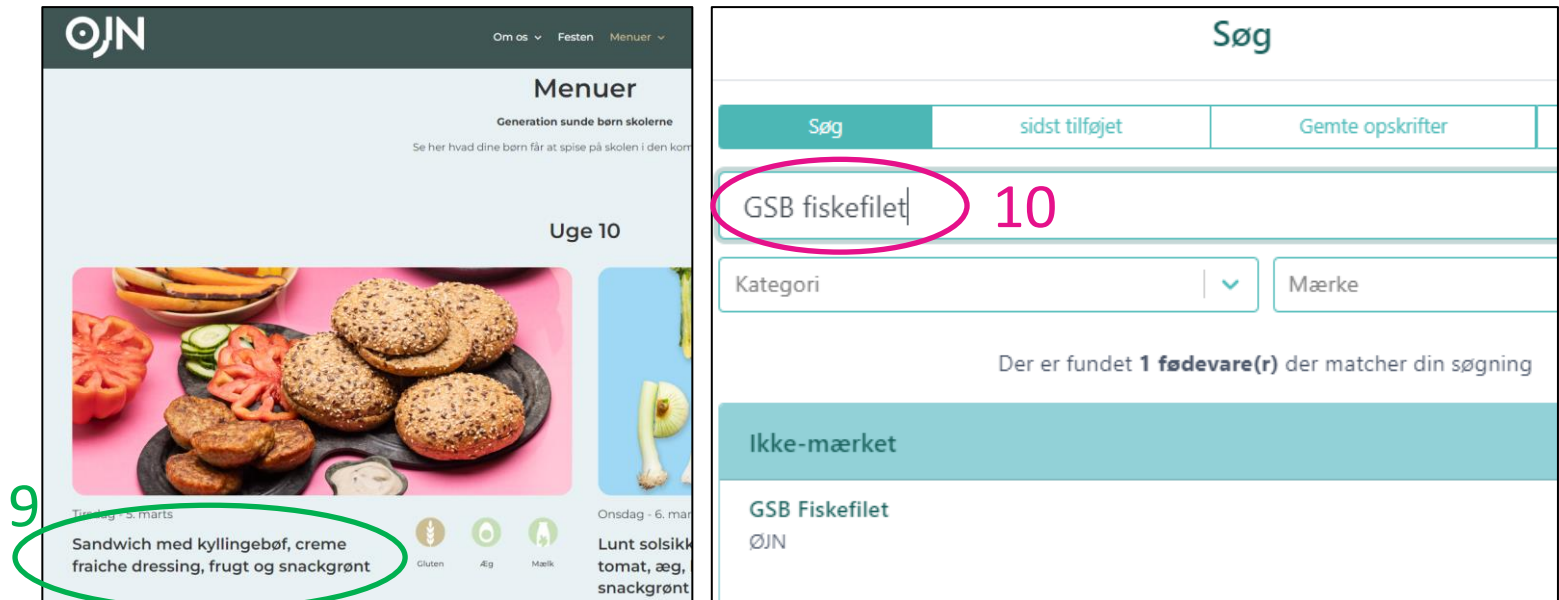 ØJN
Om os Festen Menuer
Menuer
Generation sunde børn skolerne
Se her hvad dine børn får at spise på skolen i den kom
Uge 10
9
Tirsdag - 5. marts
Sandwich med kyllingebøf, creme
fraiche dressing, frugt og snackgrønt
Gluten Æg Mælk
Onsdag - 6. mar
Lunt solsikk
tomat, æg,
snackgrønt
Søg
Søg sidst tilføjet Gemte opskrifter
GSB fiskefilet 10
Kategori Mærke
Der er fundet 1 fødevare(r) der matcher din søgning
Ikke-mærket
GSB Fiskefilet
ØJN